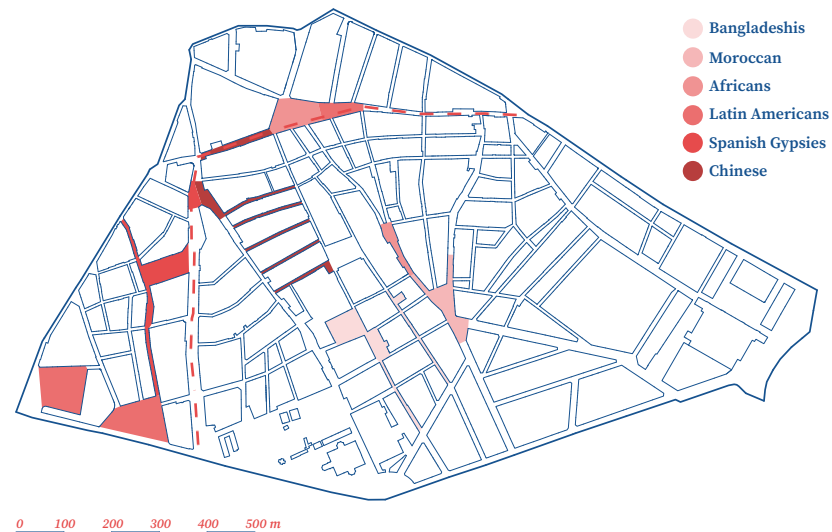 Bangladeshis
Moroccan
Africans
Latin Americans
Spanish Gypsies
Chinese
0 100 200 300 400 500 m